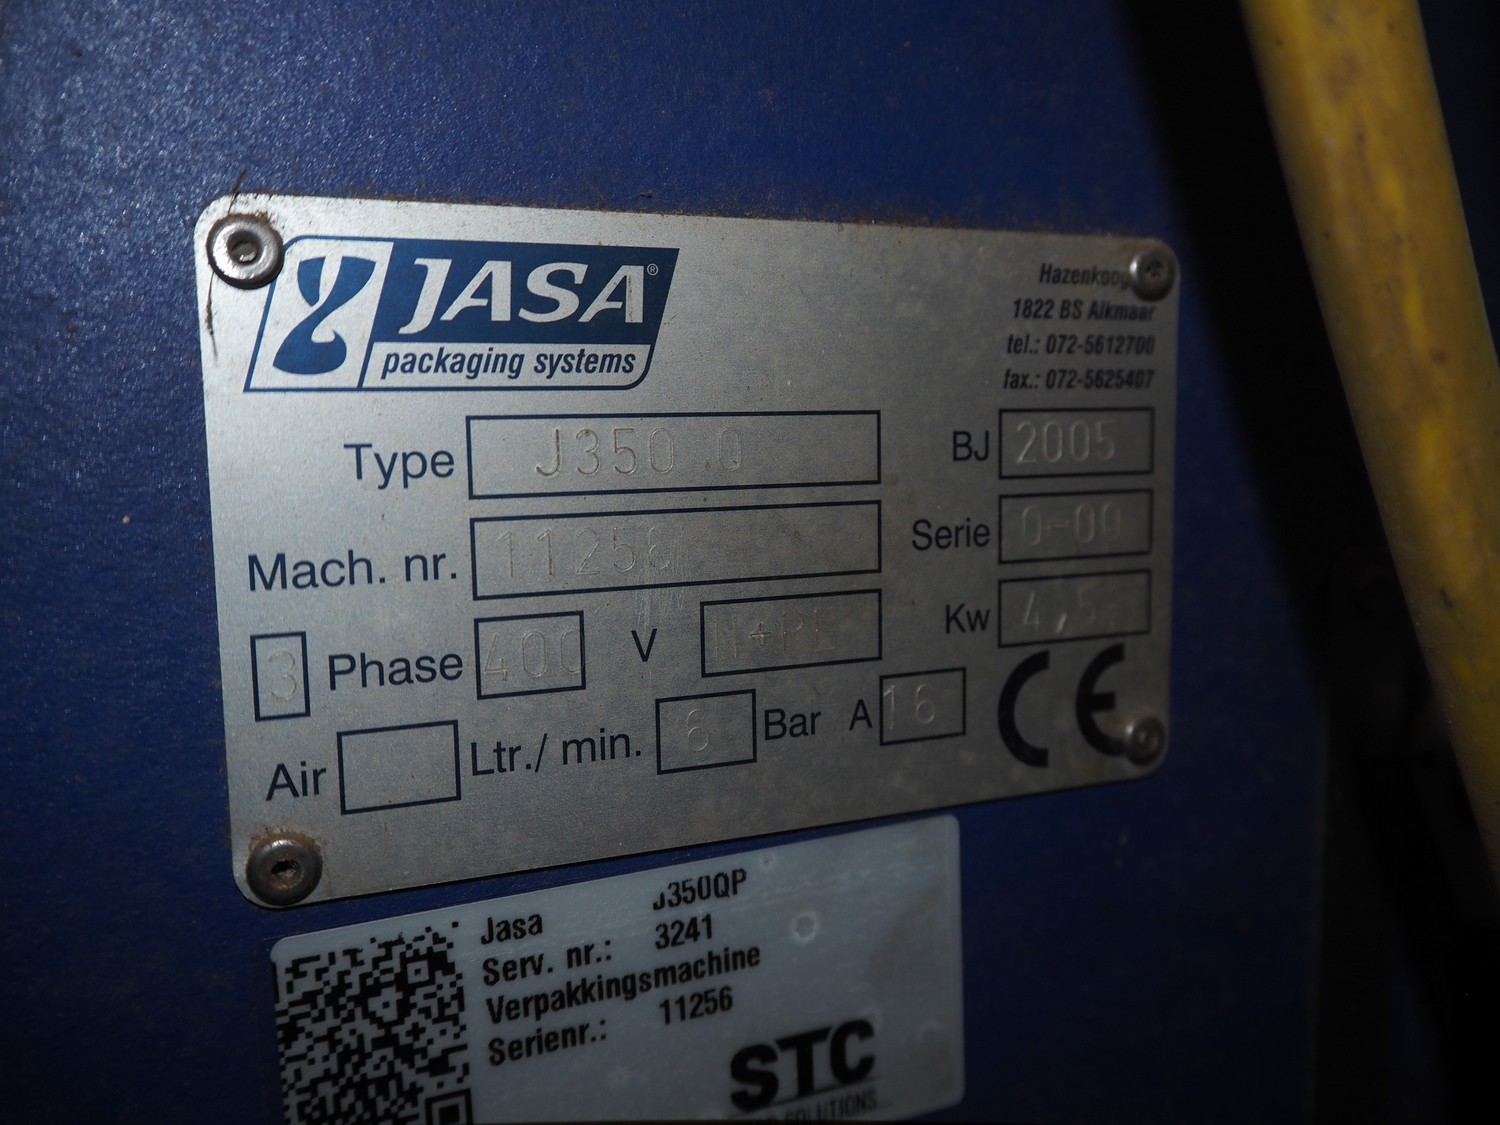 JASA®
packaging systems
Hazenkoog
1822 BS Alkmaar
tel.: 072-5612700
fax.: 072-5625407
Type J350 Q BJ 2005
Mach. nr. 11256 Serie 0-00
3 Phase 400 V N+PE Kw 4,5
Air Ltr./ min. 6 Bar A 16 CE
Jasa J350QP
Serv. nr.: 3241
Verpakkingsmachine
Serienr.: 11256
STC
SOLUTIONS